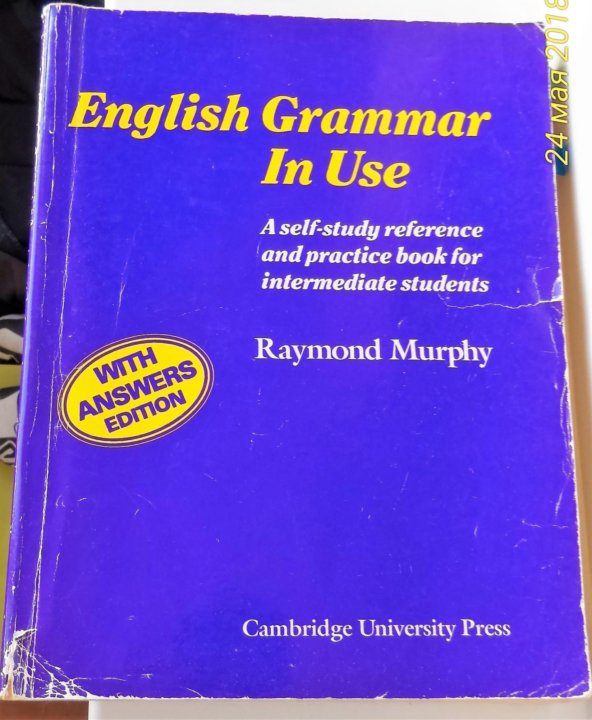 English Grammar
In Use
A self-study reference
and practice book for
intermediate students
Raymond Murphy
WITH
ANSWERS
EDITION
Cambridge University Press
24 мая 2018